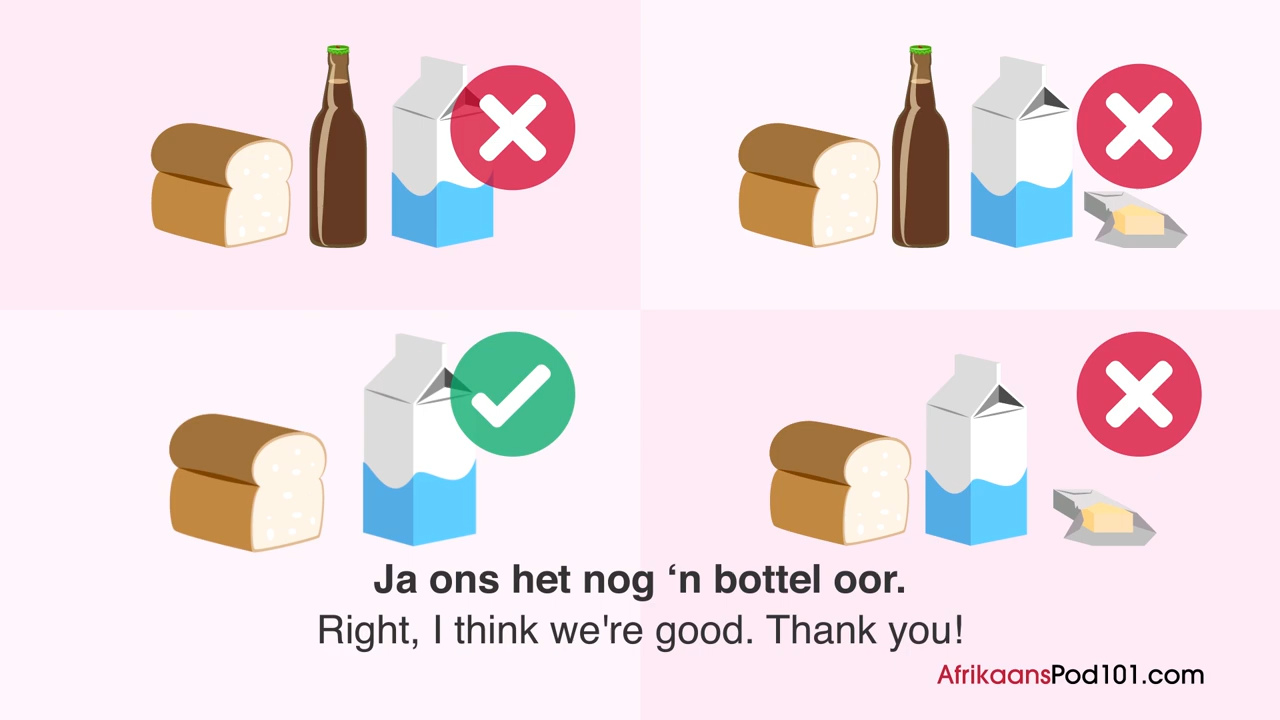 Ja ons het nog ‘n bottel oor.
Right, I think we're good. Thank you!
AfrikaansPod101.com